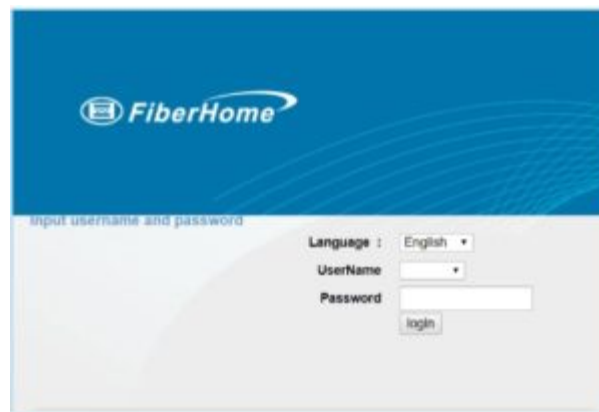 FiberHome
Input username and password
Language :
English
UserName
Password
login